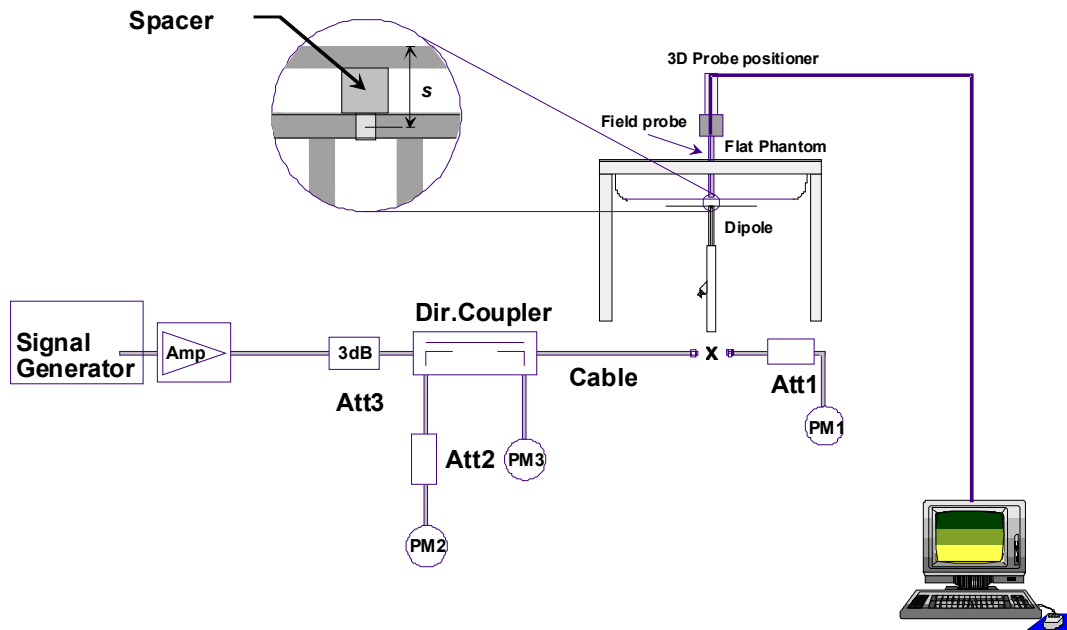 Spacer
s
3D Probe positioner
Field probe
Flat Phantom
Dipole
Dir.Coupler
Signal
Generator
Amp
3dB
Att3
Cable
x
Att1
PM1
Att2
PM3
PM2